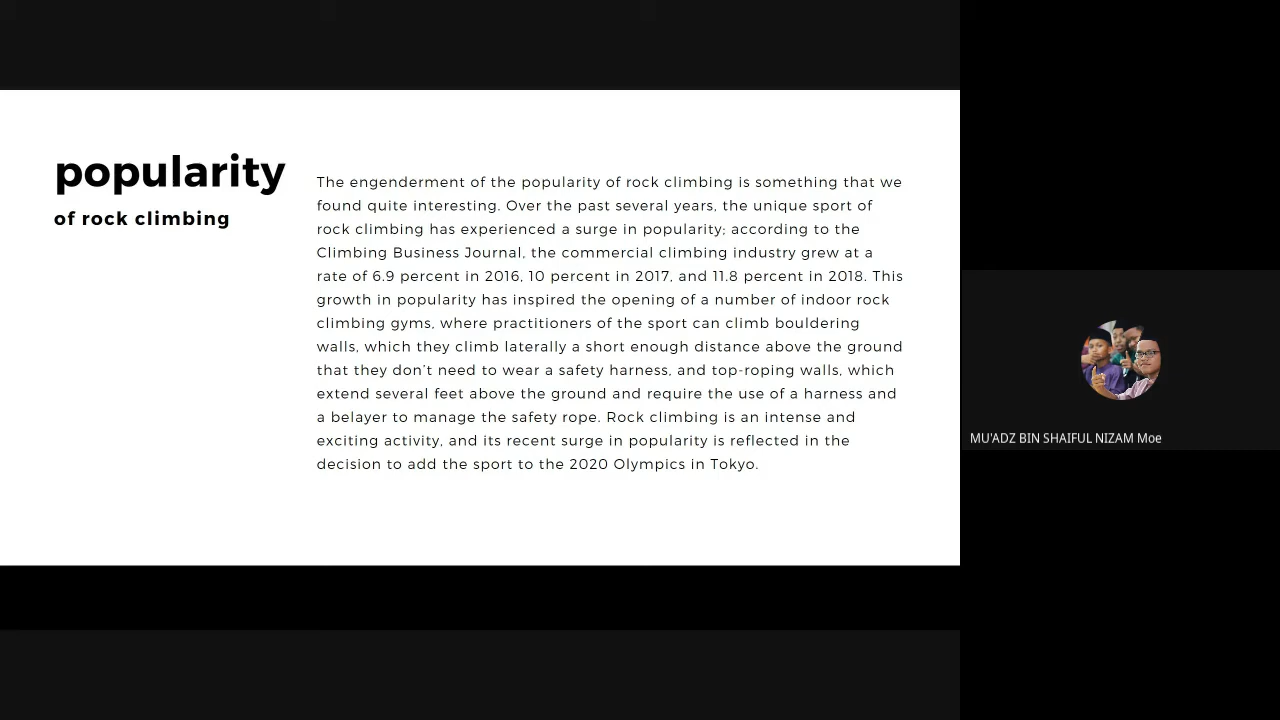 popularity
of rock climbing
The engenderment of the popularity of rock climbing is something that we
found quite interesting. Over the past several years, the unique sport of
rock climbing has experienced a surge in popularity; according to the
Climbing Business Journal, the commercial climbing industry grew at a
rate of 6.9 percent in 2016, 10 percent in 2017, and 11.8 percent in 2018. This
growth in popularity has inspired the opening of a number of indoor rock
climbing gyms, where practitioners of the sport can climb bouldering
walls, which they climb laterally a short enough distance above the ground
that they don't need to wear a safety harness, and top-roping walls, which
extend several feet above the ground and require the use of a harness and
a belayer to manage the safety rope. Rock climbing is an intense and
exciting activity, and its recent surge in popularity is reflected in the
decision to add the sport to the 2020 Olympics in Tokyo.
MU'ADZ BIN SHAIFUL NIZAM Moe